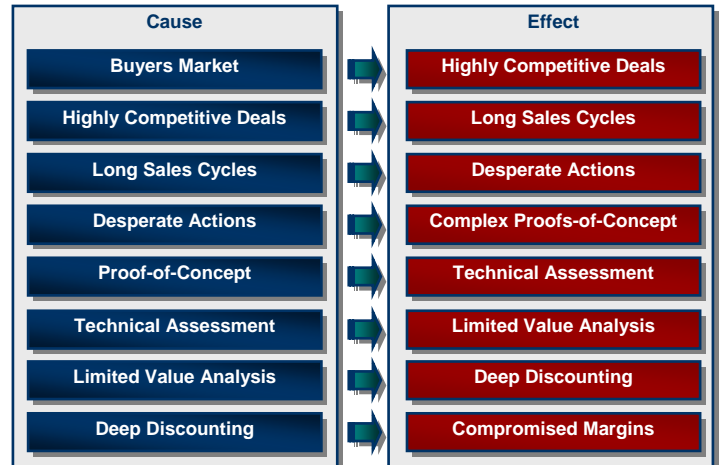 Cause
Effect
Buyers Market
Highly Competitive Deals
Highly Competitive Deals
Long Sales Cycles
Long Sales Cycles
Desperate Actions
Desperate Actions
Complex Proofs-of-Concept
Proof-of-Concept
Technical Assessment
Technical Assessment
Limited Value Analysis
Limited Value Analysis
Deep Discounting
Deep Discounting
Compromised Margins